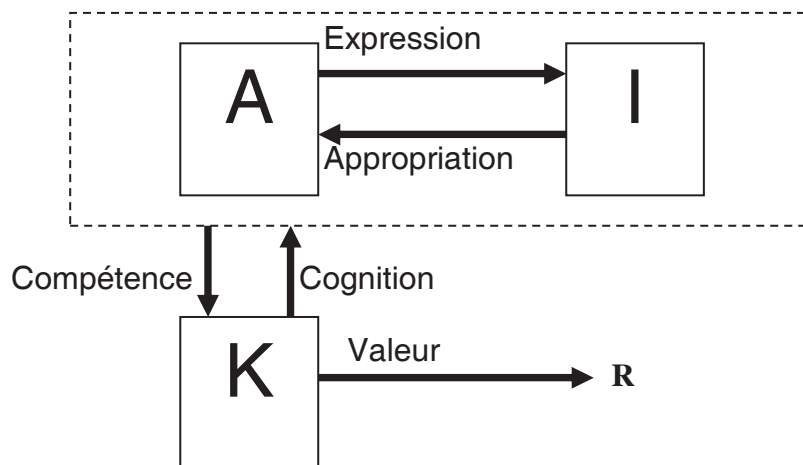 Expression
A
I
Appropriation
Compétence
Cognition
K
Valeur
R